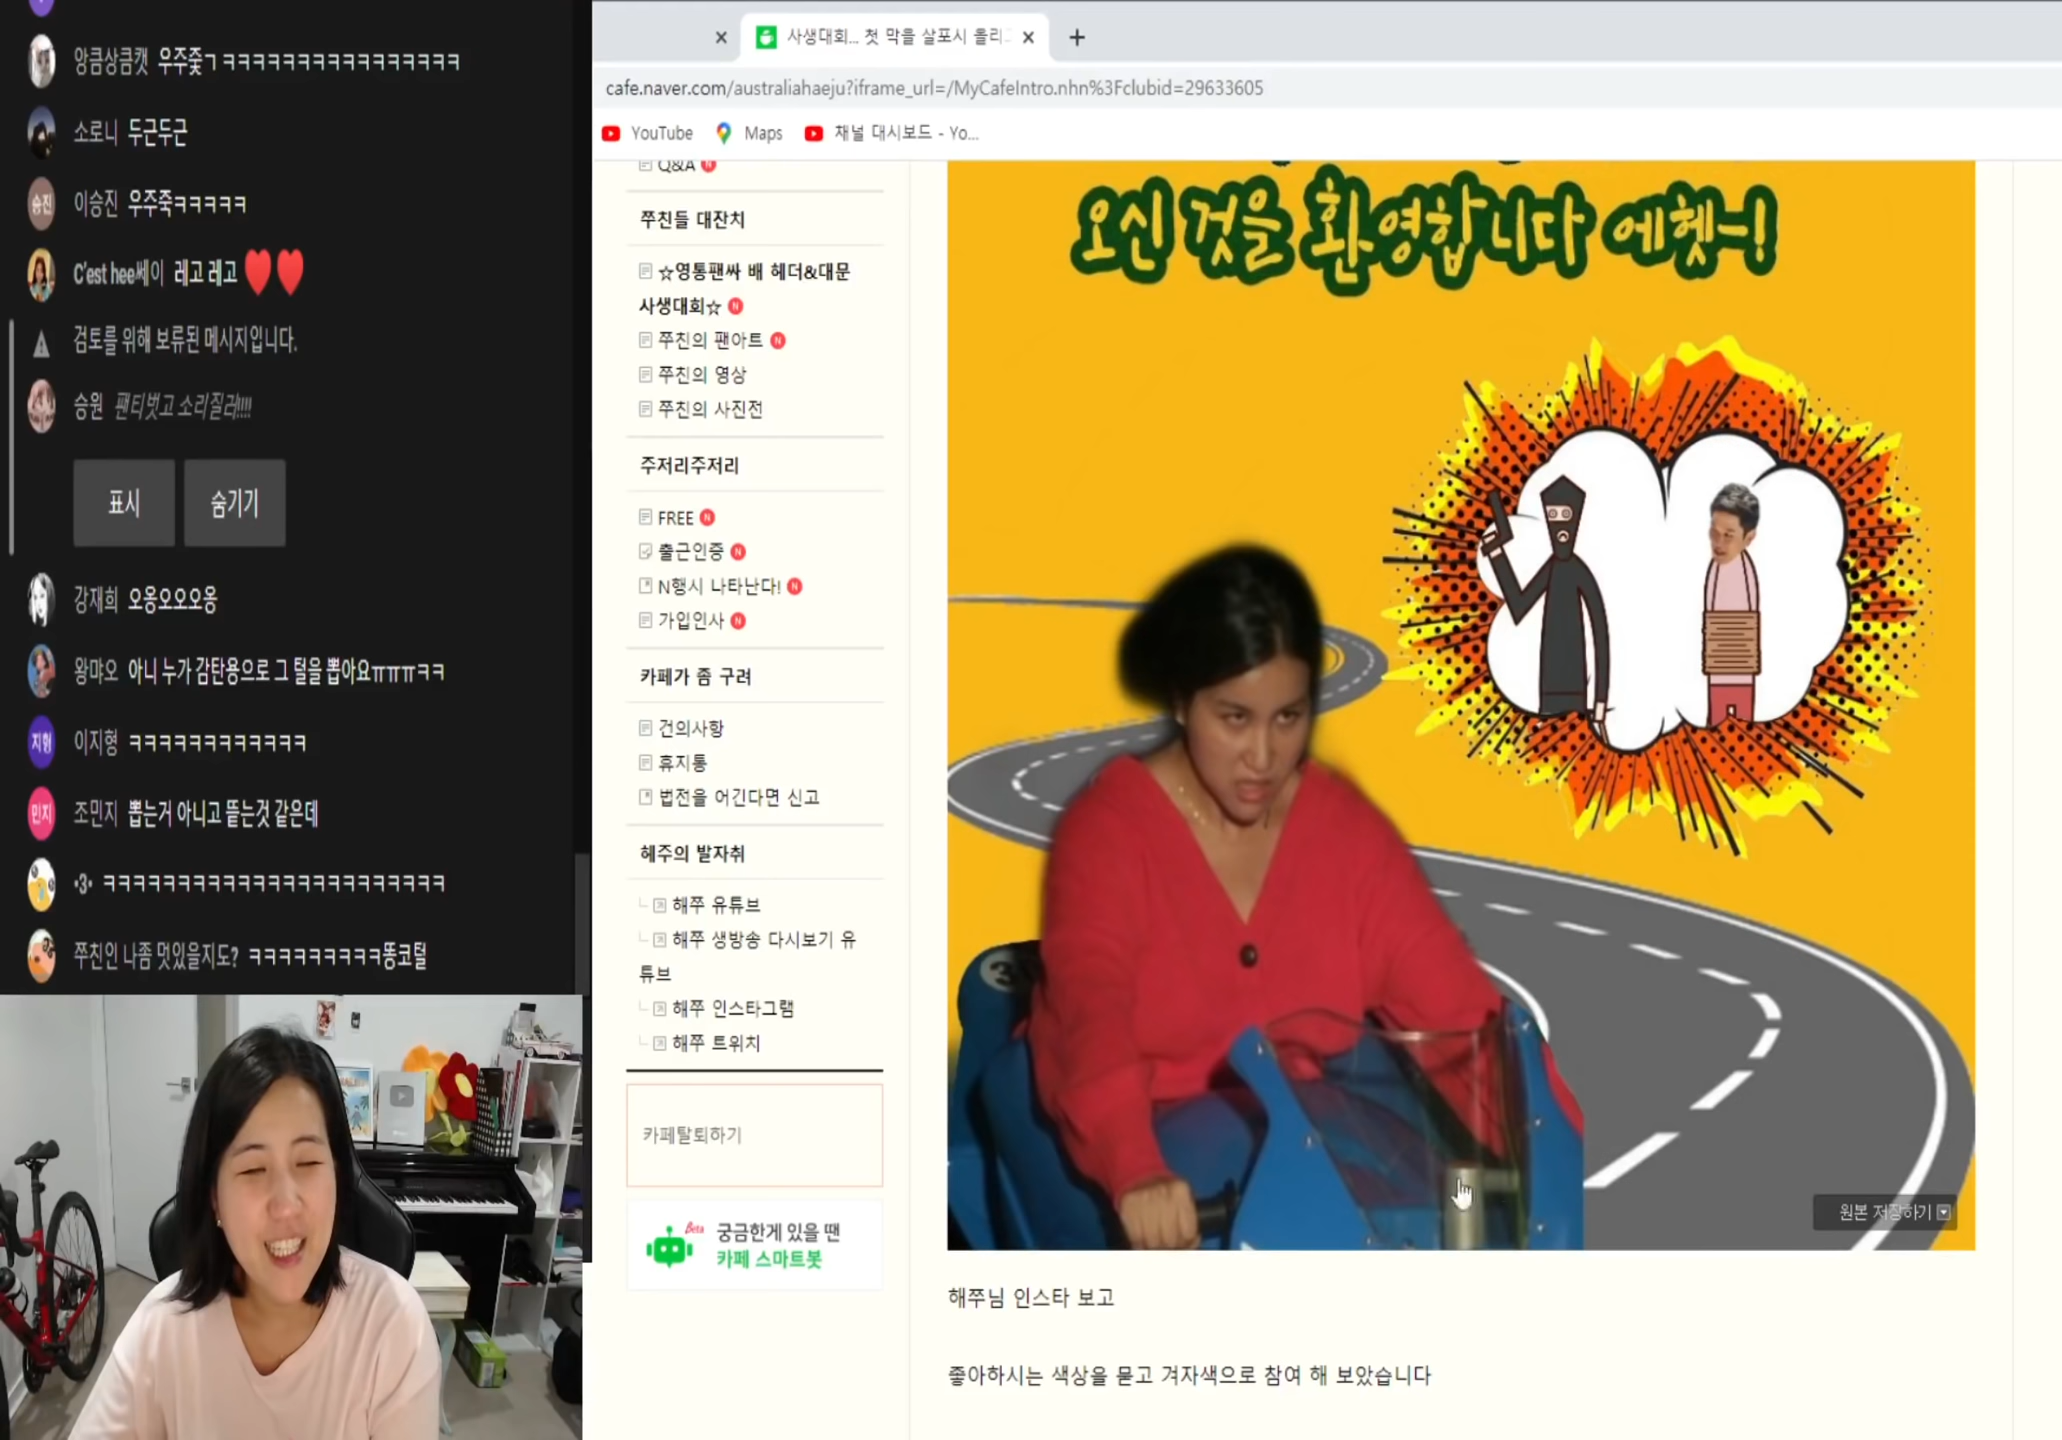 앙큼상큼캣 우주줓ㄱ ㅋㅋㅋㅋㅋㅋㅋㅋㅋㅋㅋㅋㅋㅋㅋㅋ
소로니 두근두근
승진
이승진 우주죽ㅋㅋㅋㅋㅋ
C'est hee쎄이 레고 레고
검토를 위해 보류된 메시지입니다.
승원 팬티벗고 소리질러!!!!
표시
숨기기
강재희 오옹오오오옹
왕먀오 아니 누가 감탄용으로 그 털을 뽑아요ㅠㅠㅠㅋㅋ
지형
이지형 ㅋㅋㅋㅋㅋㅋㅋㅋㅋㅋㅋㅋ
민지
조민지 뽑는거 아니고 뜯는것 같은데
•3• ㅋㅋㅋㅋㅋㅋㅋㅋㅋㅋㅋㅋㅋㅋㅋㅋㅋㅋㅋㅋㅋㅋㅋ
쭈친인 나좀 멋있을지도? ㅋㅋㅋㅋㅋㅋㅋㅋㅋ똥코털
사생대회... 첫 막을 살포시 올리
cafe.naver.com/australiahaeju?iframe_url=/MyCafeIntro.nhn%3Fclubid=29633605
YouTube
Maps
채널 대시보드 - Yo...
Q&A N
쭈친들 대잔치
☆영통팬싸 배 헤더&대문
사생대회☆ N
쭈친의 팬아트 N
쭈친의 영상
쭈친의 사진전
주저리주저리
FREE N
출근인증 N
N행시 나타난다! N
가입인사 N
카페가 좀 구려
건의사항
휴지통
법전을 어긴다면 신고
헤주의 발자취
해쭈 유튜브
해쭈 생방송 다시보기 유
튜브
해쭈 인스타그램
해쭈 트위치
카페탈퇴하기
Beta
궁금한게 있을 땐
카페 스마트봇
오신 것을 환영합니다 에헷~!
3
원본 저장하기
해쭈님 인스타 보고
좋아하시는 색상을 묻고 겨자색으로 참여 해 보았습니다